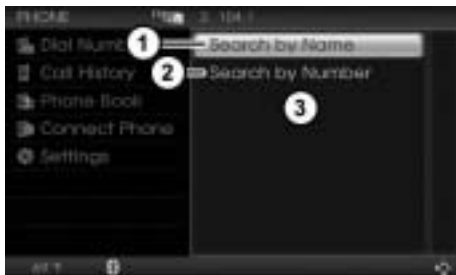 PHONE
Dial Numb
1
Search by Name
Call History
2
Search by Number
Phone Book
3
Connect Phone
Settings